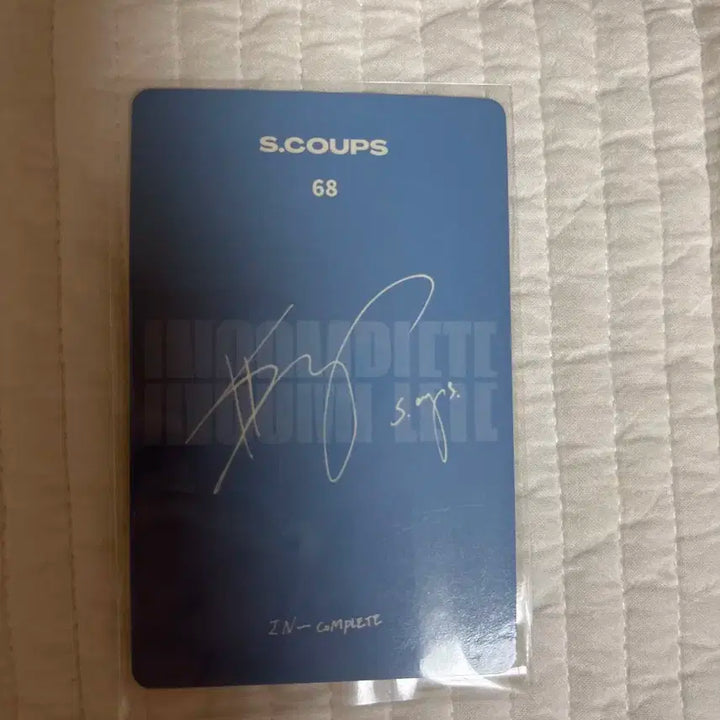 S.COUPS
68
INCOMPLETE
INCOMPLETE
s.coups.
IN-COMPLETE